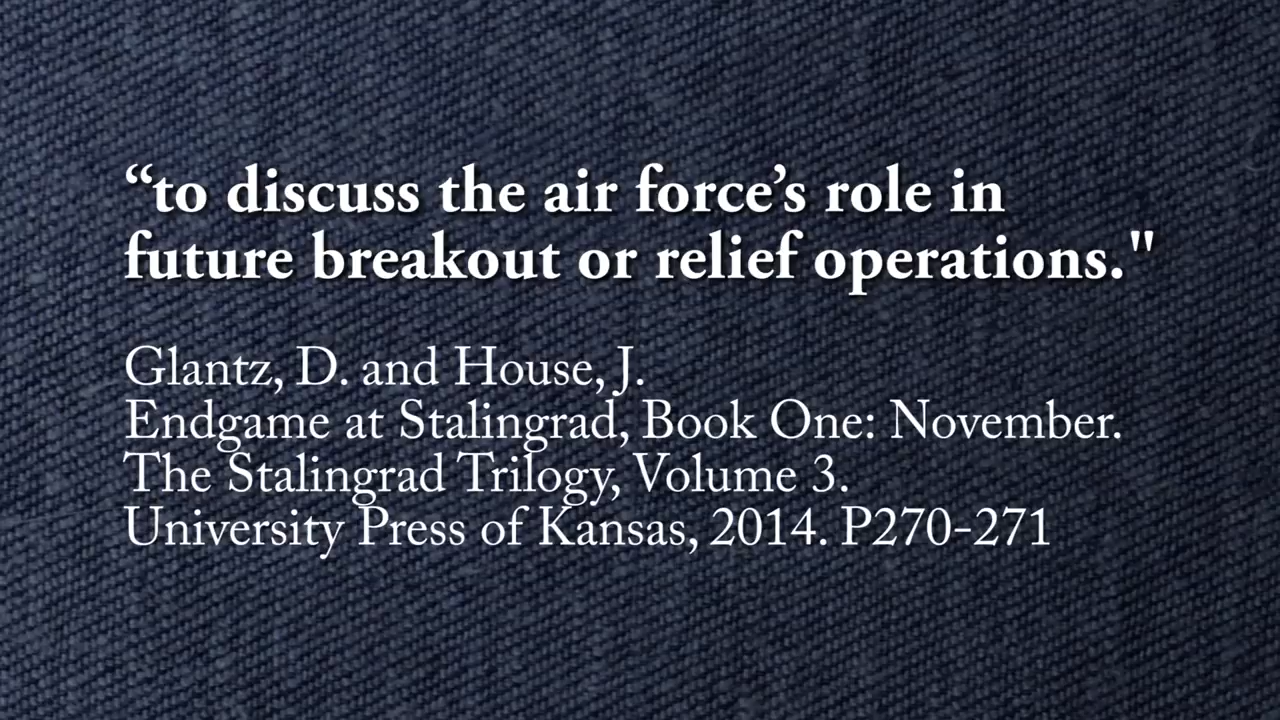 “to discuss the air force’s role in
future breakout or relief operations."
Glantz, D. and House, J.
Endgame at Stalingrad, Book One: November.
The Stalingrad Trilogy, Volume 3.
University Press of Kansas, 2014. P270-271